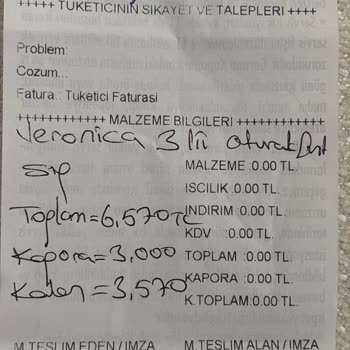 +++++ TUKETICININ SIKAYET VE TALEPLERI ++++
Problem:
Cozum...
Fatura.: Tuketici Faturasi
++++++++++++ MALZEME BILGILERI ++++++++++++
Veronica 3 lü oturak
Sip
MALZEME :0.00 TL.
ISCILIK :0.00 TL.
Toplam=6,570 TL
INDIRIM :0.00 TL.
KDV :0.00 TL.
Kapora=3,000
TOPLAM :0.00 TL.
Kalan=3,570
KAPORA :0.00 TL.
K.TOPLAM:0.00 TL.
M.TESLIM EDEN / IMZA M.TESLIM ALAN / IMZA